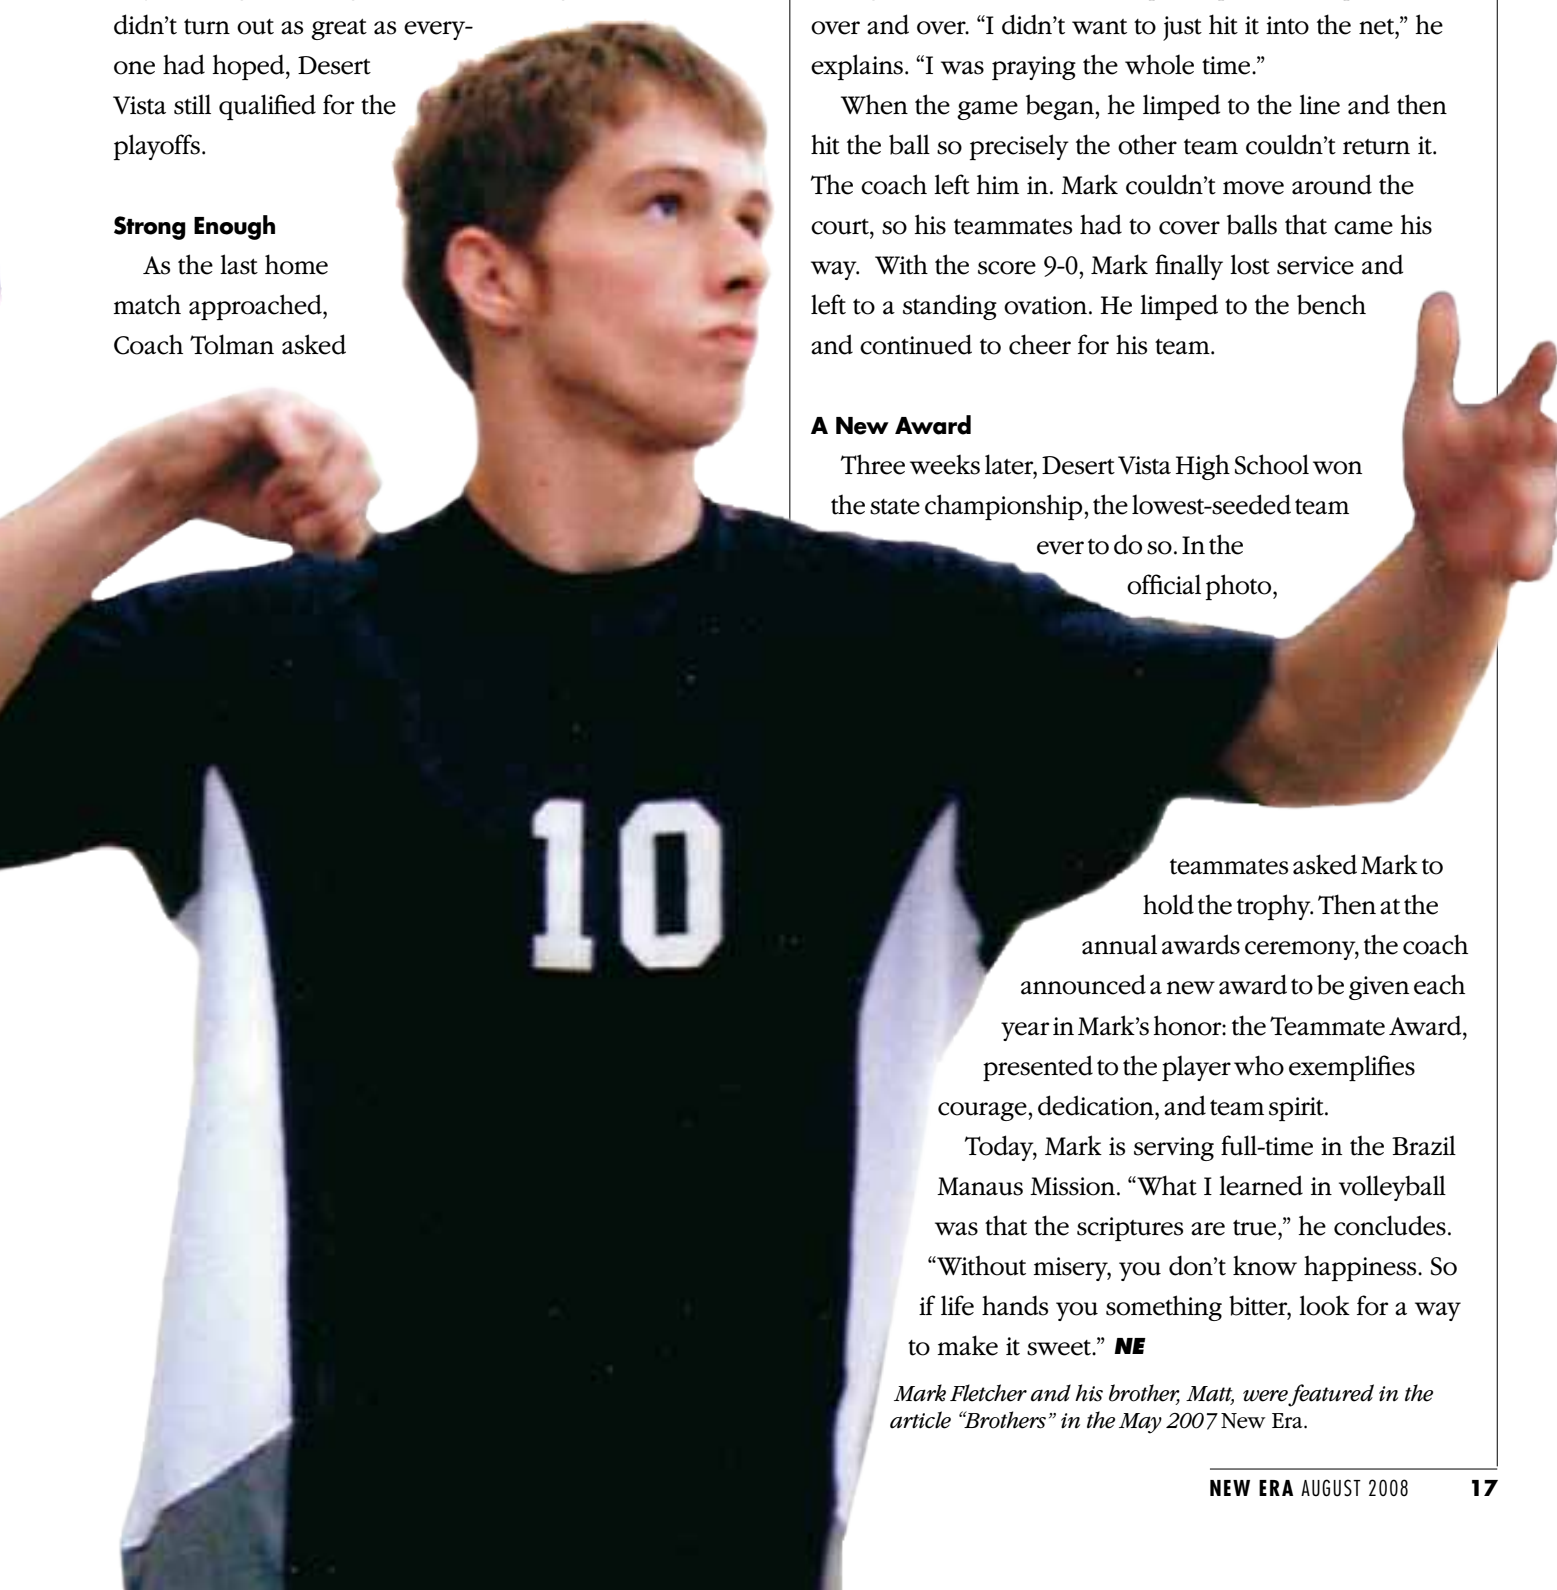 didn't turn out as great as every-
one had hoped, Desert
Vista still qualified for the
playoffs.
Strong Enough
As the last home
match approached,
Coach Tolman asked
over and over. “I didn't want to just hit it into the net,” he
explains. “I was praying the whole time.”
When the game began, he limped to the line and then
hit the ball so precisely the other team couldn't return it.
The coach left him in. Mark couldn't move around the
court, so his teammates had to cover balls that came his
way. With the score 9-0, Mark finally lost service and
left to a standing ovation. He limped to the bench
and continued to cheer for his team.
A New Award
Three weeks later, Desert Vista High School won
the state championship, the lowest-seeded team
ever to do so. In the
official photo,
teammates asked Mark to
hold the trophy. Then at the
annual awards ceremony, the coach
announced a new award to be given each
year in Mark's honor: the Teammate Award,
presented to the player who exemplifies
courage, dedication, and team spirit.
Today, Mark is serving full-time in the Brazil
Manaus Mission. “What I learned in volleyball
was that the scriptures are true,” he concludes.
“Without misery, you don't know happiness. So
if life hands you something bitter, look for a way
to make it sweet.” NE
Mark Fletcher and his brother, Matt, were featured in the
article “Brothers” in the May 2007 New Era.
10
NEW ERA AUGUST 2008 17